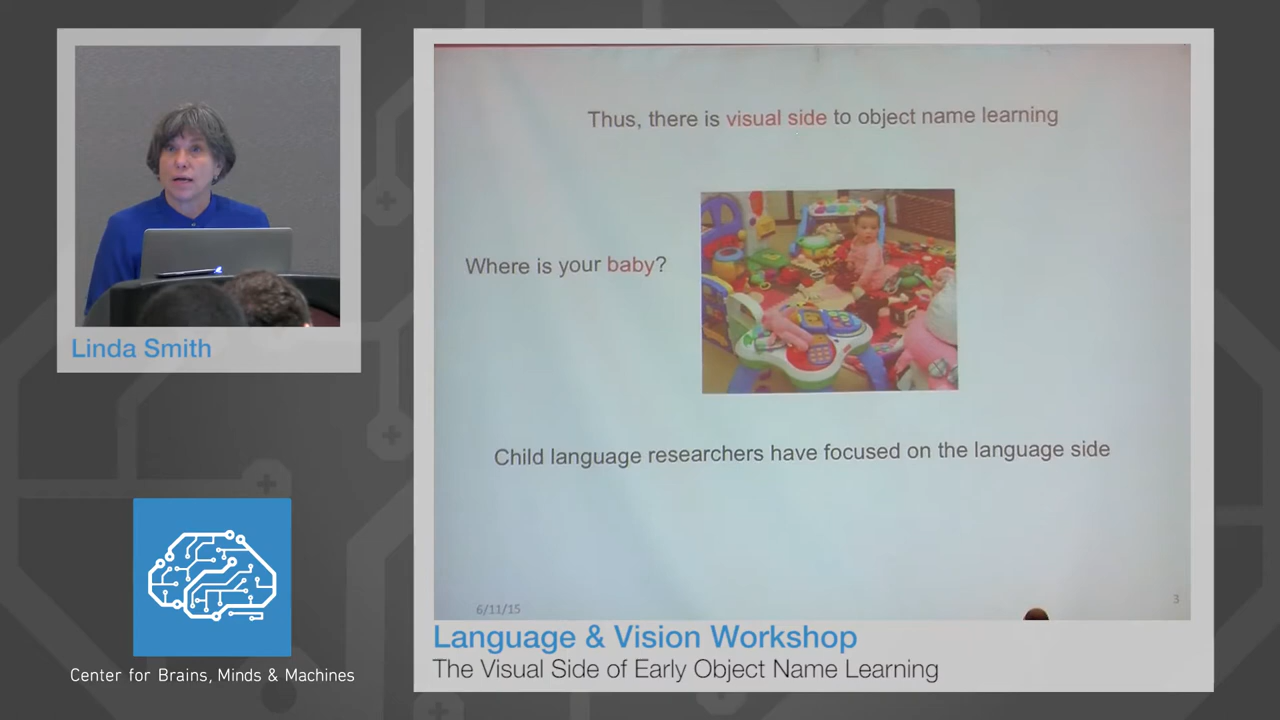 Thus, there is visual side to object name learning
Where is your baby?
Child language researchers have focused on the language side
6/11/15
3
Linda Smith
Center for Brains, Minds & Machines
Language & Vision Workshop
The Visual Side of Early Object Name Learning